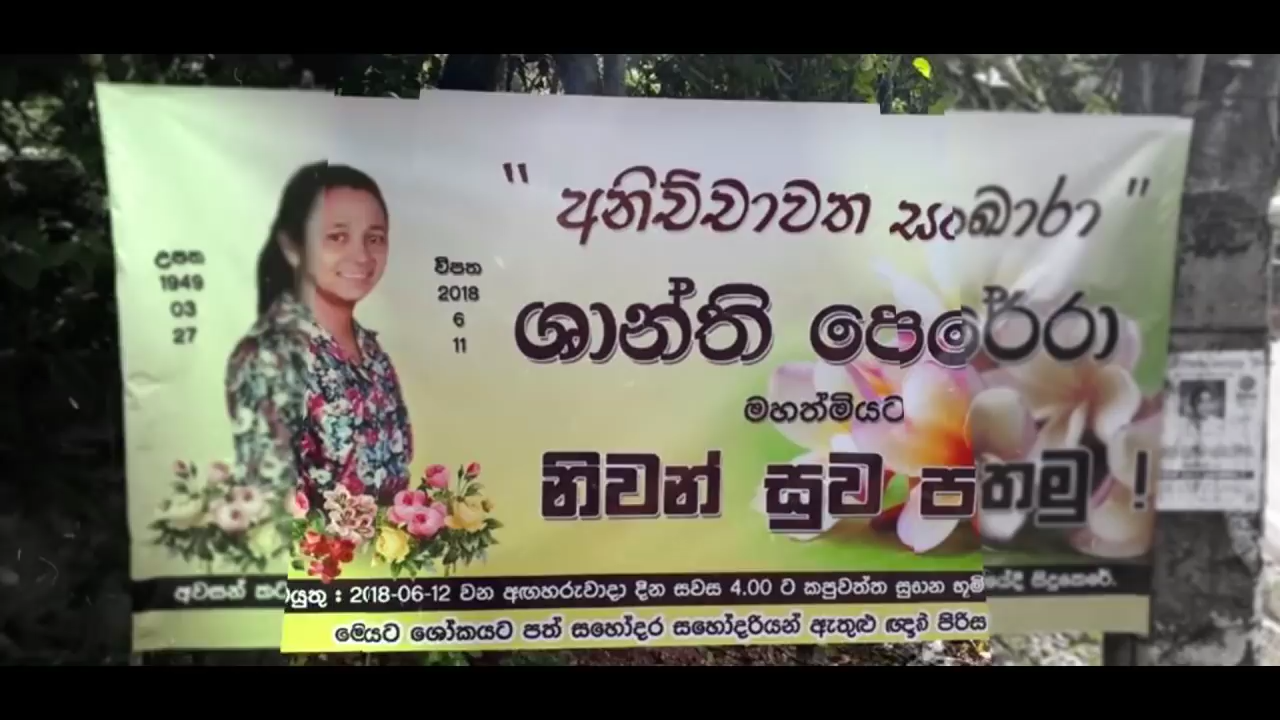 " අනිච්චාවත සංඛාරා "
උපත
1949
03
27
විපත
2018
6
11
ශාන්ති පෙරේරා
මහත්මියට
නිවන් සුව පතමු !
අවසන් කටයුතු : 2018-06-12 වන අඟහරුවාදා දින සවස 4.00 ට කපුවත්ත සුසාන භූමියේදී සිදුකෙරේ.
මෙයට ශෝකයට පත් සහෝදර සහෝදරියන් ඇතුළු ඥාති පිරිස